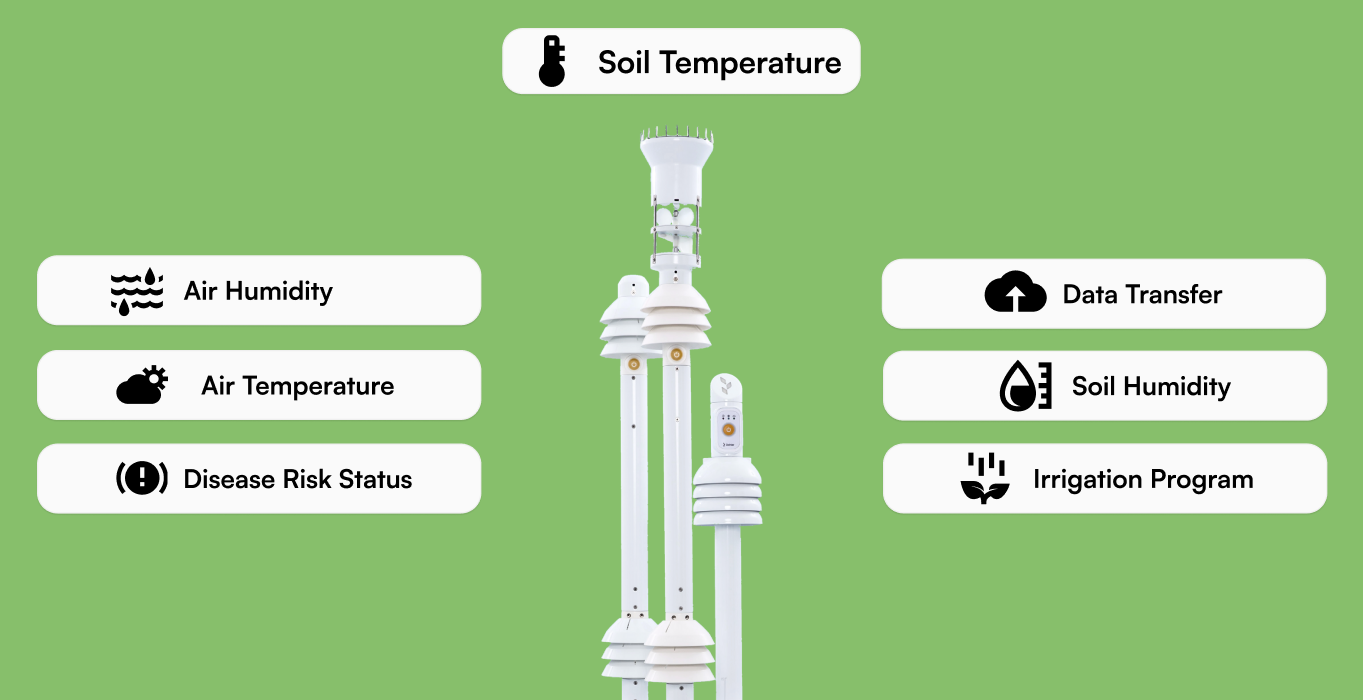 Soil Temperature
Air Humidity
Air Temperature
Disease Risk Status
Data Transfer
Soil Humidity
Irrigation Program